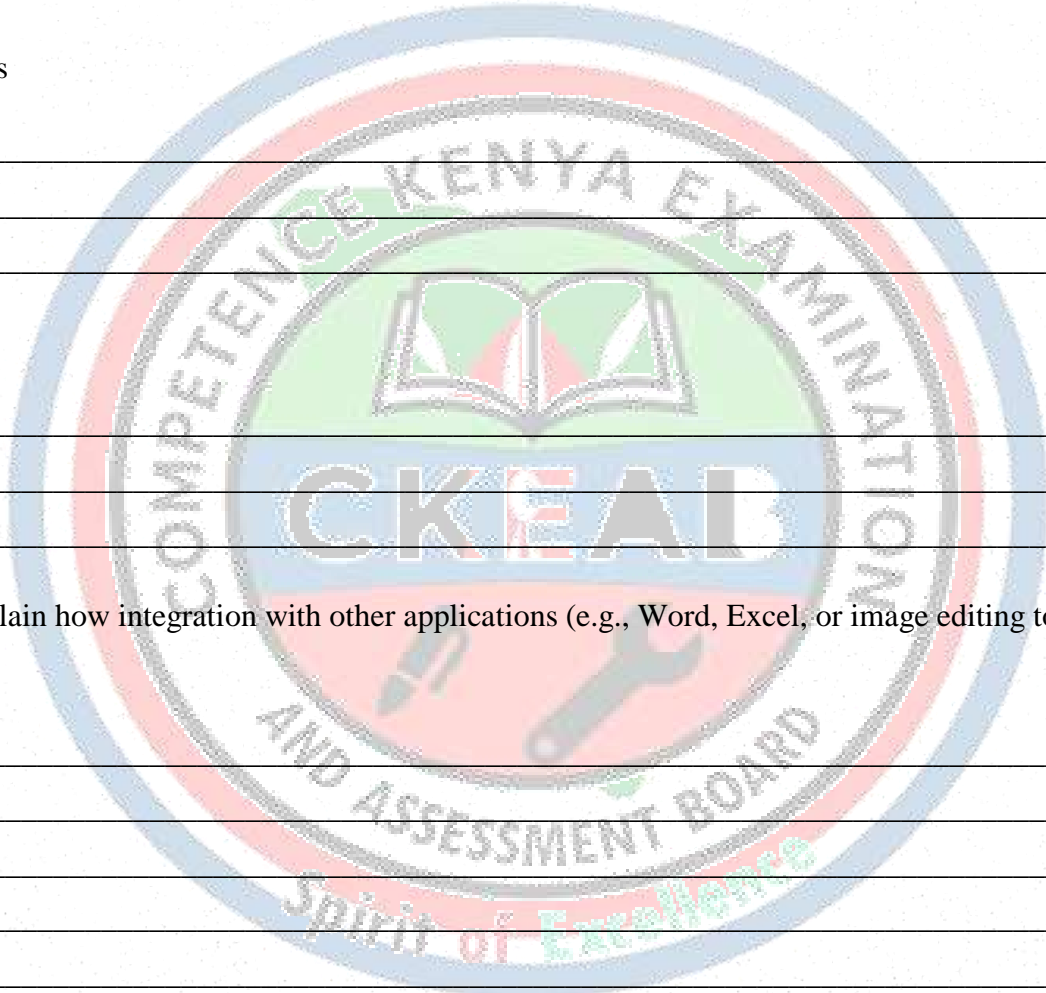 s
COMPETENCE KENYA EXAMINATION
CKEAB
lain how integration with other applications (e.g., Word, Excel, or image editing to
AND ASSESSMENT BOARD
Spirit of Excellence